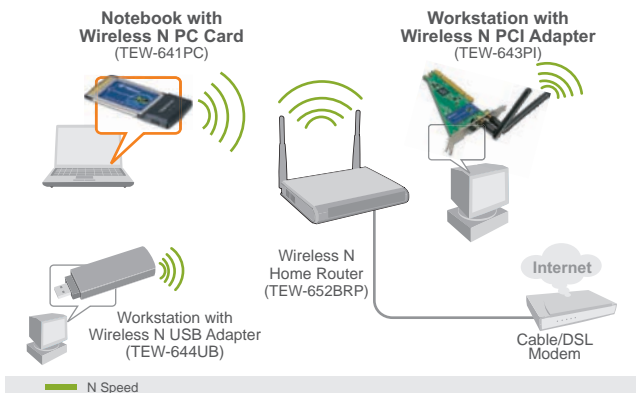 Notebook with
Wireless N PC Card
(TEW-641PC)
Workstation with
Wireless N PCI Adapter
(TEW-643PI)
Wireless N
Home Router
(TEW-652BRP)
Internet
Workstation with
Wireless N USB Adapter
(TEW-644UB)
Cable/DSL
Modem
N Speed